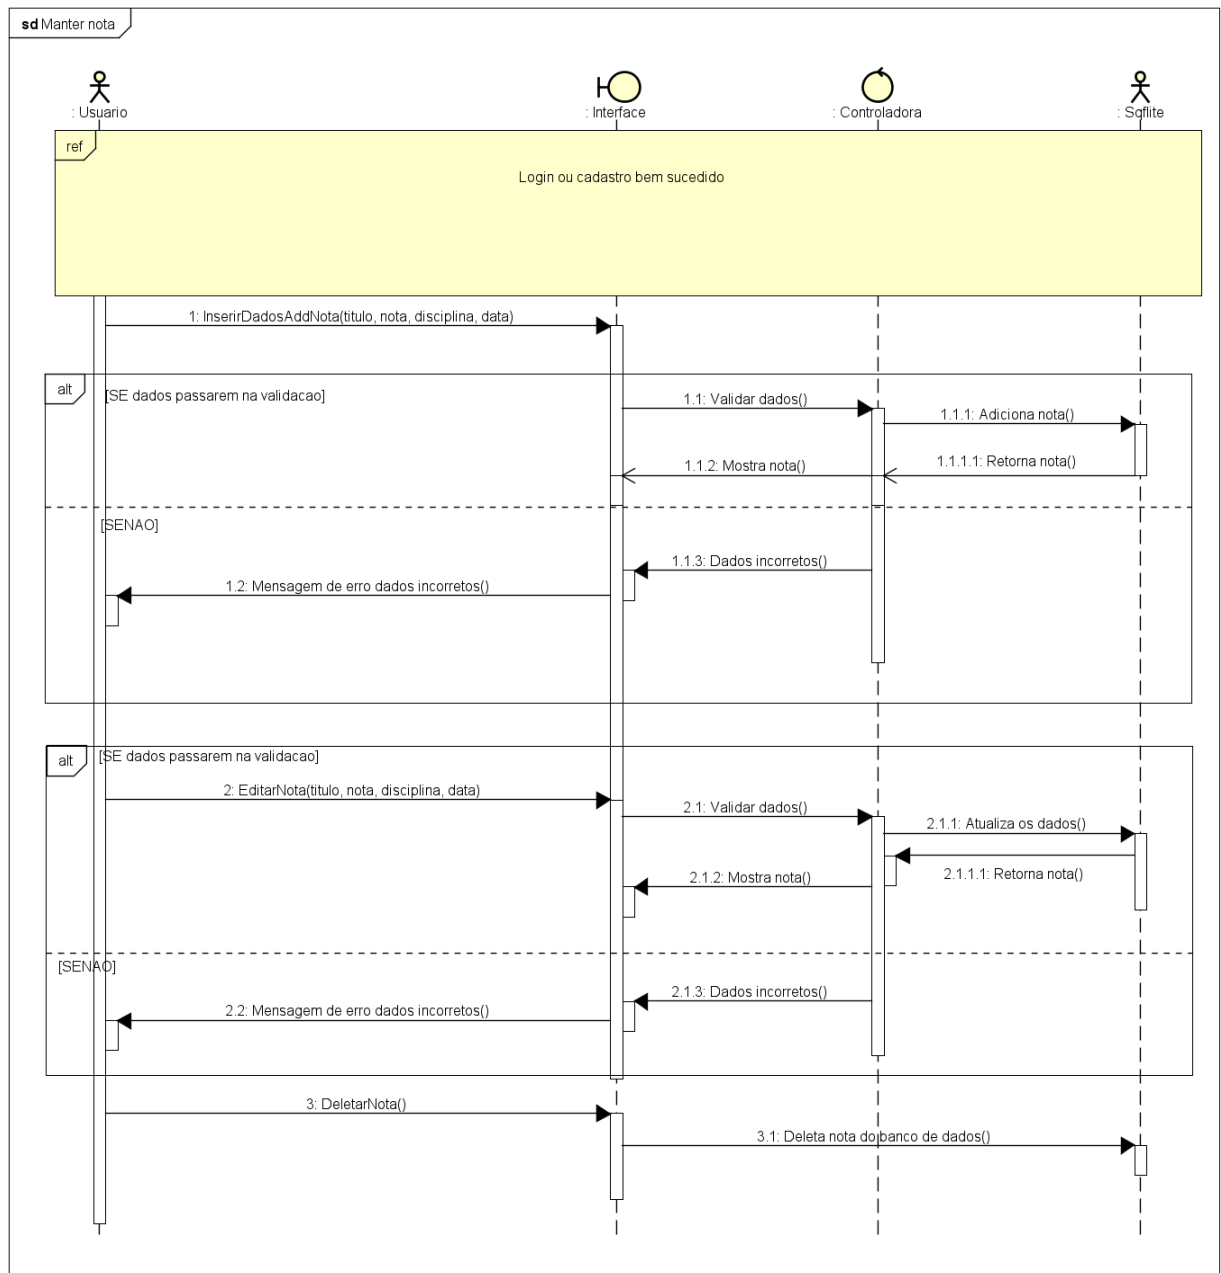 sd Manter nota
: Usuario
: Interface
: Controladora
: Sqflite
ref
Login ou cadastro bem sucedido
1: InserirDadosAddNota(titulo, nota, disciplina, data)
alt
[SE dados passarem na validacao]
1.1: Validar dados()
1.1.1: Adiciona nota()
1.1.2: Mostra nota()
1.1.1.1: Retorna nota()
[SENAO]
1.1.3: Dados incorretos()
1.2: Mensagem de erro dados incorretos()
alt
[SE dados passarem na validacao]
2: EditarNota(titulo, nota, disciplina, data)
2.1: Validar dados()
2.1.1: Atualiza os dados()
2.1.2: Mostra nota()
2.1.1.1: Retorna nota()
[SENAO]
2.1.3: Dados incorretos()
2.2: Mensagem de erro dados incorretos()
3: DeletarNota()
3.1: Deleta nota do banco de dados()